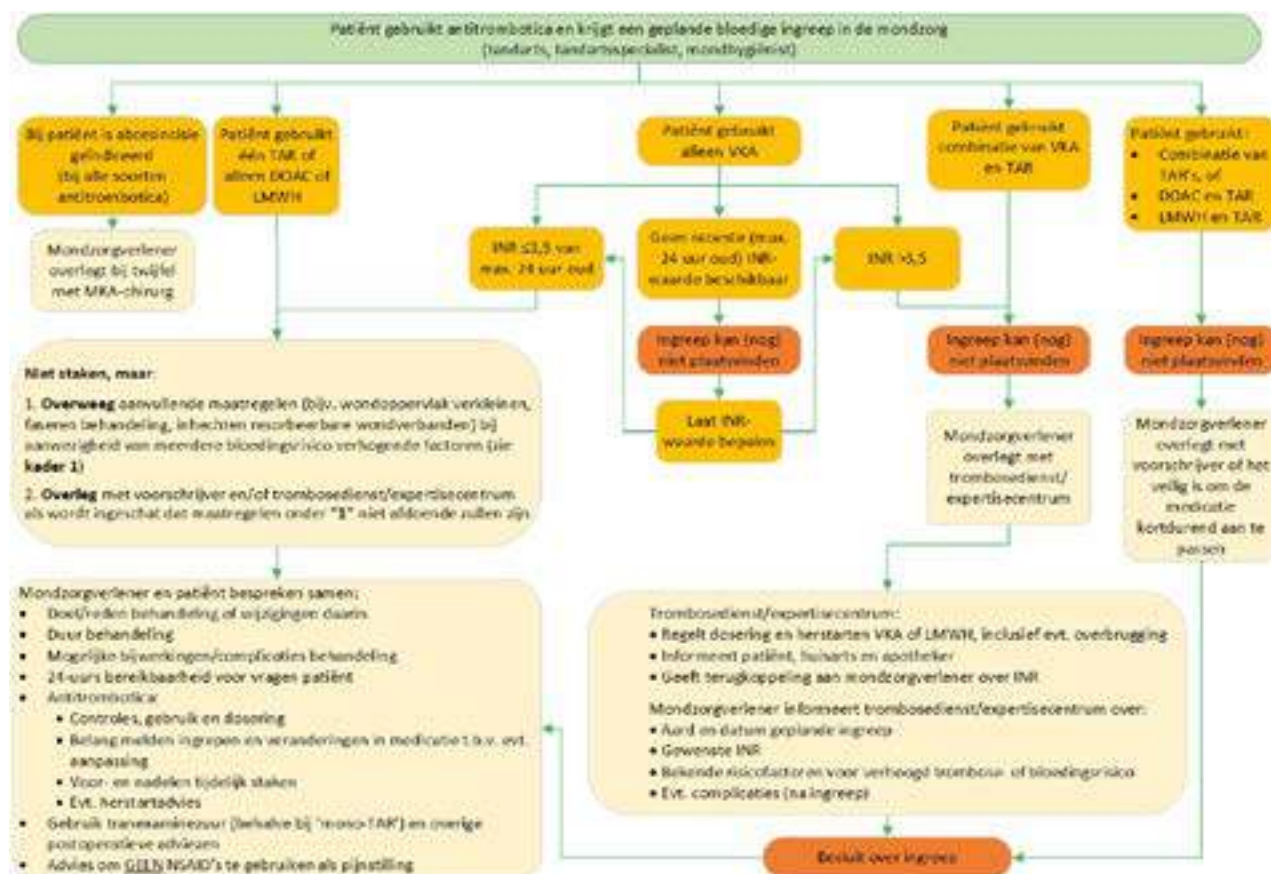 Patiënt gebruikt antitrombotica en krijgt een geplande bloedige ingreep in de mondzorg
(tandarts, tandartsspecialist, mondhygiënist)
Bij patiënt is abcesincisie
geïndiceerd
(bij alle soorten
antitrombotica)
Patiënt gebruikt
één TAR of
alleen DOAC of
LMWH
Patiënt gebruikt
alleen VKA
Patiënt gebruikt
combinatie van VKA
en TAR
Patiënt gebruikt:
• Combinatie van
TAR's, of
• DOAC en TAR
• LMWH en TAR
Mondzorgverlener
overlegt bij twijfel
met MKA-chirurg
INR ≤3,5 van
max. 24 uur oud
Geen recente (max.
24 uur oud) INR-
waarde beschikbaar
INR >3,5
Ingreep kan (nog)
niet plaatsvinden
Ingreep kan (nog)
niet plaatsvinden
Ingreep kan (nog)
niet plaatsvinden
Laat INR-
waarde bepalen
Niet staken, maar:
1. Overweeg aanvullende maatregelen (bijv. wondoppervlak verkleinen,
faseren behandeling, inhechten resorbeerbare wondverbanden) bij
aanwezigheid van meerdere bloedingsrisico verhogende factoren (zie
kader 1)
2. Overleg met voorschrijver en/of trombosedienst/expertisecentrum
als wordt ingeschat dat maatregelen onder "1" niet afdoende zullen zijn
Mondzorgverlener
overlegt met
trombosedienst/
expertisecentrum
Mondzorgverlener
overlegt met
voorschrijver of het
veilig is om de
medicatie
kortdurend aan te
passen
Mondzorgverlener en patiënt bespreken samen:
• Doel/reden behandeling of wijzigingen daarin
• Duur behandeling
• Mogelijke bijwerkingen/complicaties behandeling
• 24-uurs bereikbaarheid voor vragen patiënt
• Antitrombotica:
• Controles, gebruik en dosering
• Belang melden ingrepen en veranderingen in medicatie t.b.v. evt.
aanpassing
• Voor- en nadelen tijdelijk staken
• Evt. herstartadvies
• Gebruik tranexaminezuur (behalve bij 'mono-TAR') en overige
postoperatieve adviezen
• Advies om GEEN NSAID's te gebruiken als pijnstilling
Trombosedienst/expertisecentrum:
• Regelt dosering en herstarten VKA of LMWH, inclusief evt. overbrugging
• Informeert patiënt, huisarts en apotheker
• Geeft terugkoppeling aan mondzorgverlener over INR
Mondzorgverlener informeert trombosedienst/expertisecentrum over:
• Aard en datum geplande ingreep
• Gewenste INR
• Bekende risicofactoren voor verhoogd trombose- of bloedingsrisico
• Evt. complicaties (na ingreep)
Besluit over ingreep